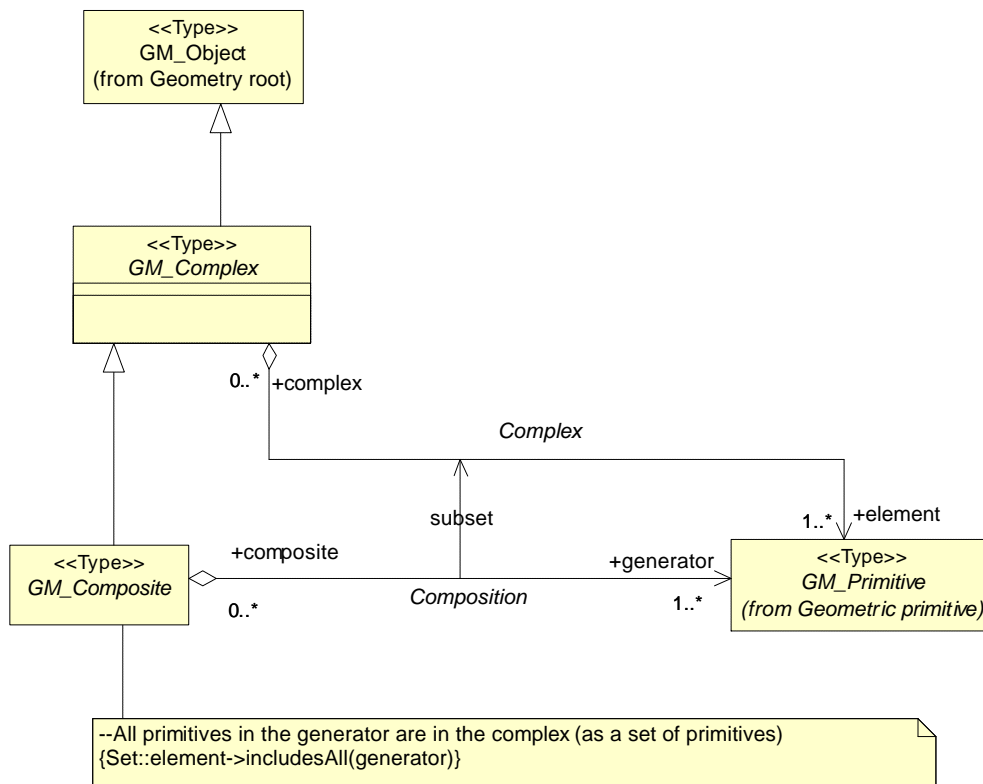 <<Type>>
GM_Object
(from Geometry root)
<<Type>>
GM_Complex
0..*
+complex
Complex
subset
1..*
+element
<<Type>>
GM_Composite
+composite
0..*
Composition
+generator
1..*
<<Type>>
GM_Primitive
(from Geometric primitive)
--All primitives in the generator are in the complex (as a set of primitives)
{Set::element->includesAll(generator)}